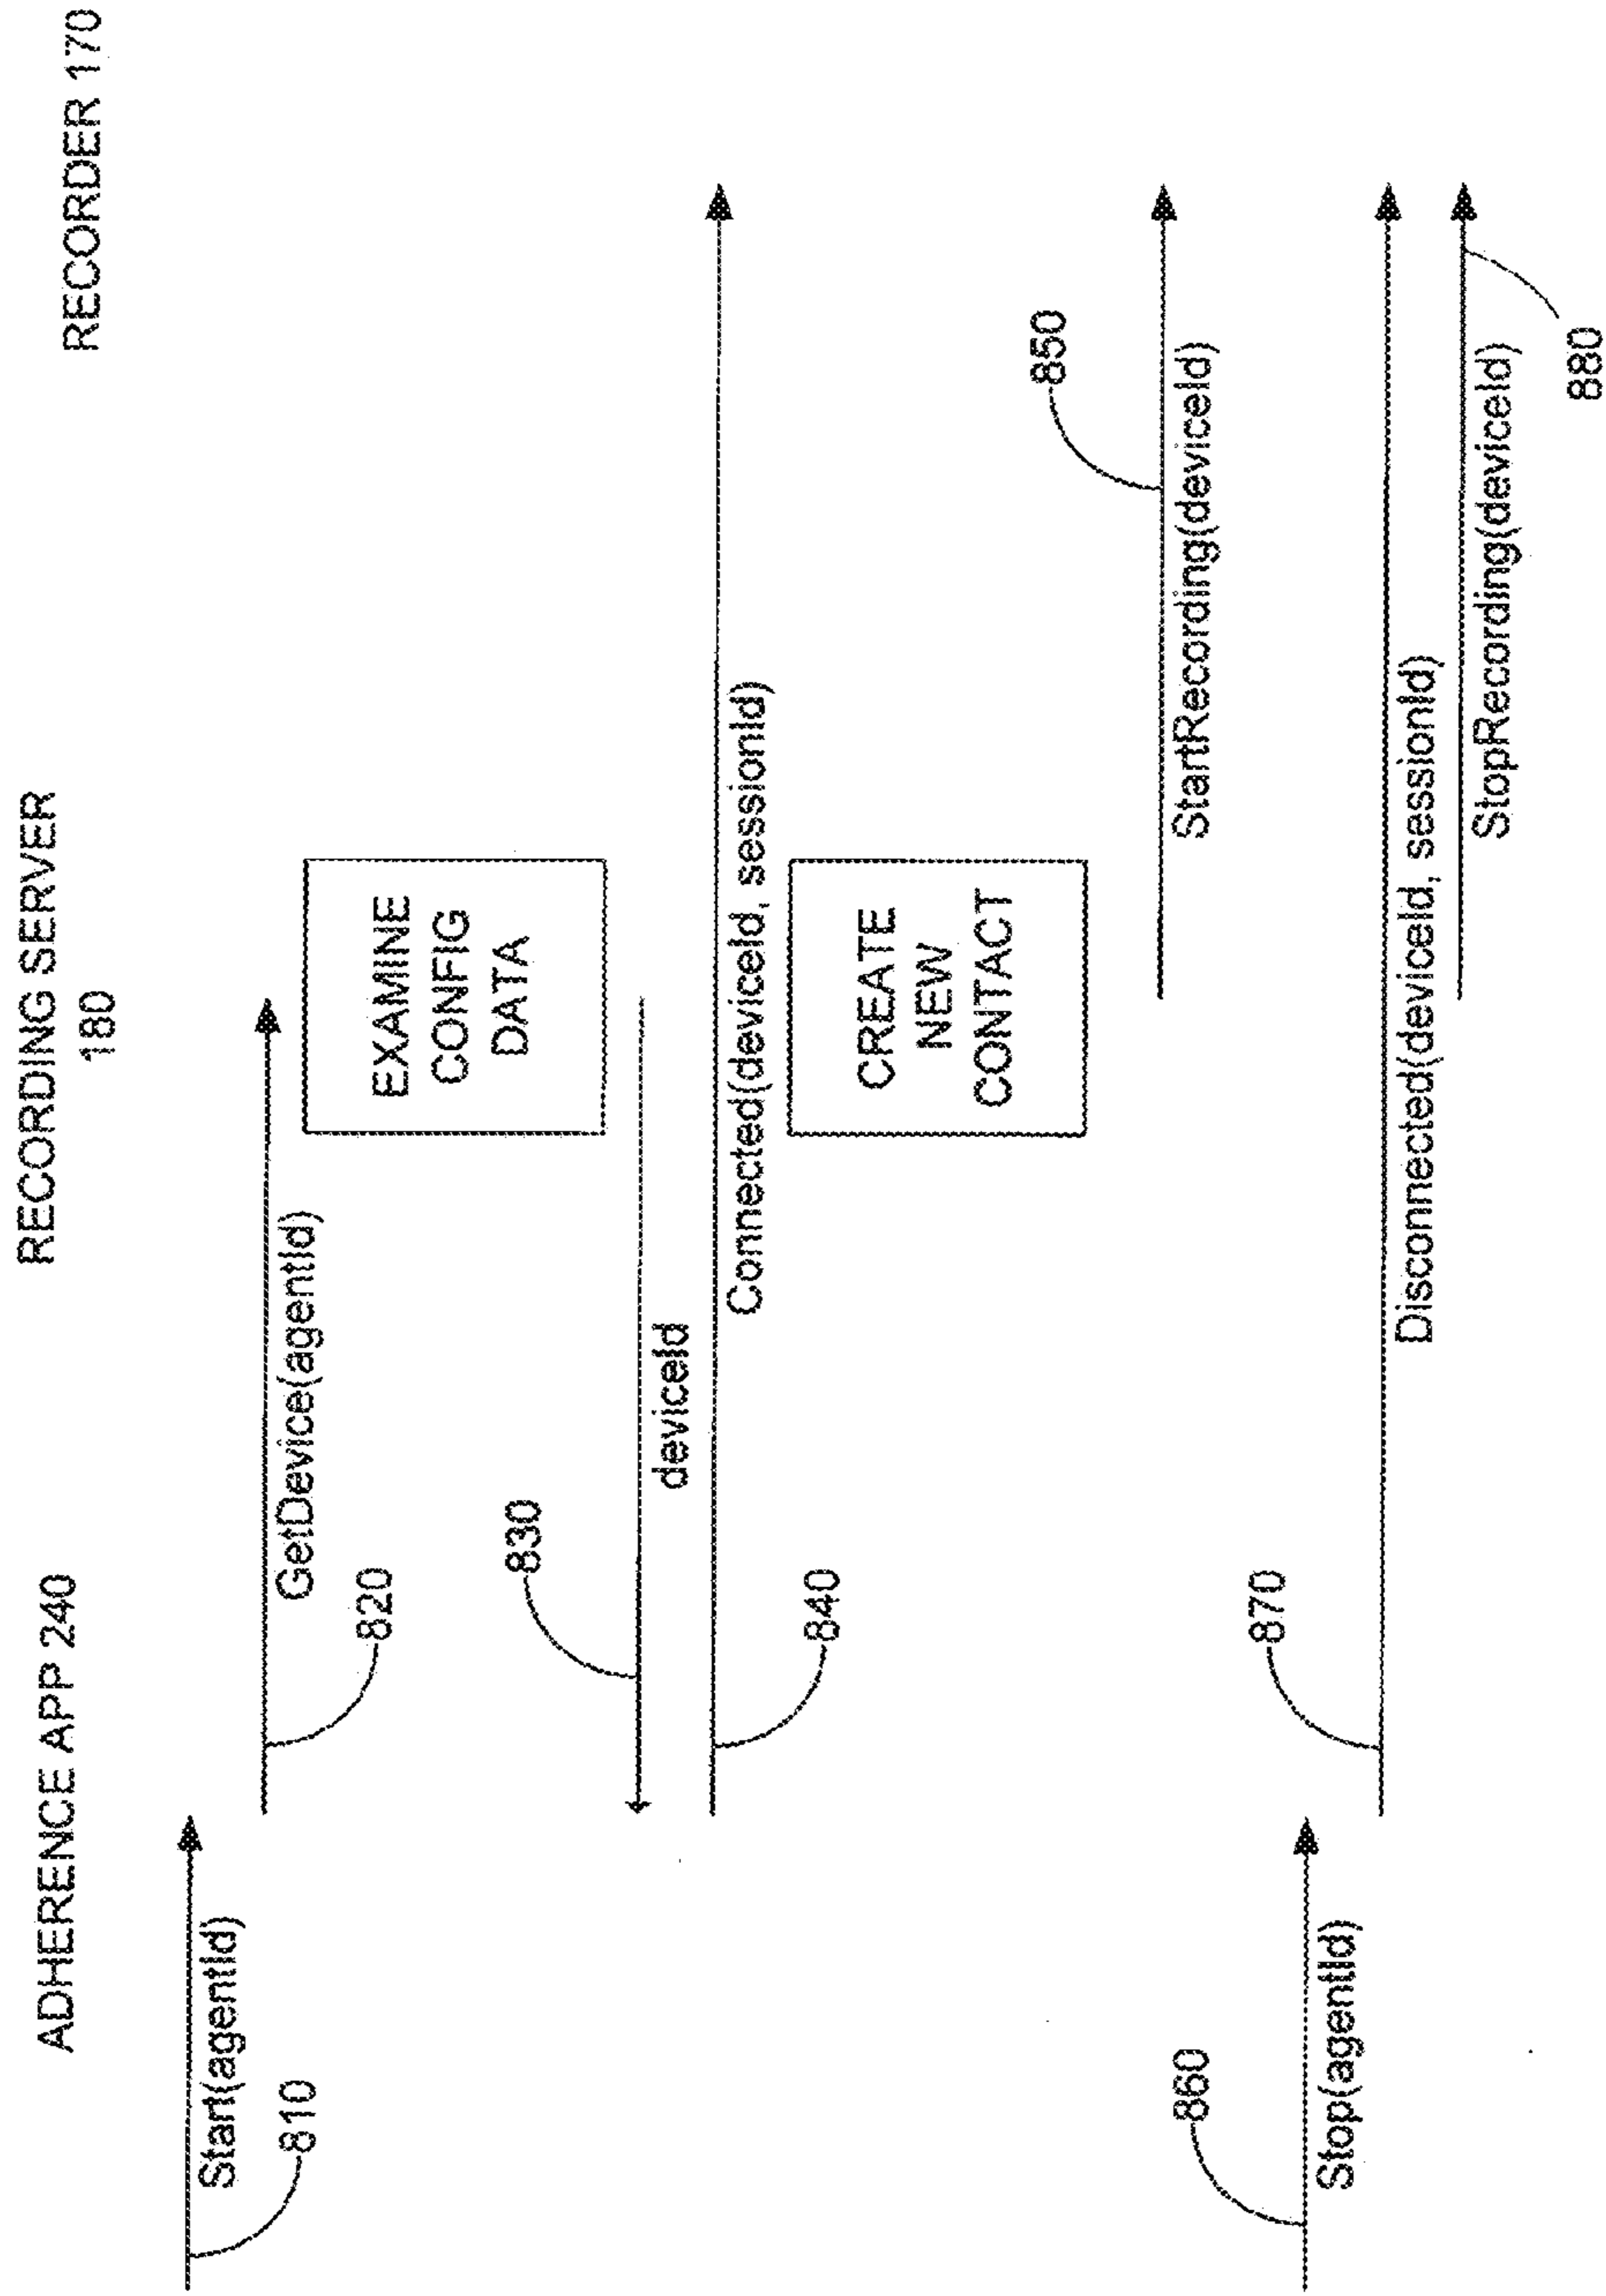 ADHERENCE APP 240
RECORDING SERVER
180
RECORDER 170
Start(agentId)
810
GetDevice(agentId)
820
EXAMINE
CONFIG
DATA
830
deviceId
Connected(deviceId, sessionId)
840
CREATE
NEW
CONTACT
850
StartRecording(deviceId)
860
Stop(agentId)
870
Disconnected(deviceId, sessionId)
StopRecording(deviceId)
880